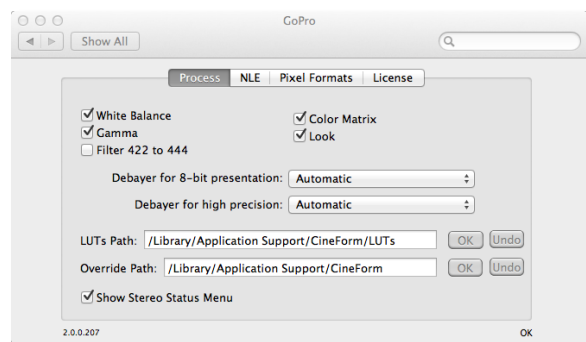 GoPro
Show All
Process NLE Pixel Formats License
White Balance
Color Matrix
Gamma
Look
Filter 422 to 444
Debayer for 8-bit presentation: Automatic
Debayer for high precision: Automatic
LUTs Path: /Library/Application Support/CineForm/LUTs OK Undo
Override Path: /Library/Application Support/CineForm OK Undo
Show Stereo Status Menu
2.0.0.207 OK